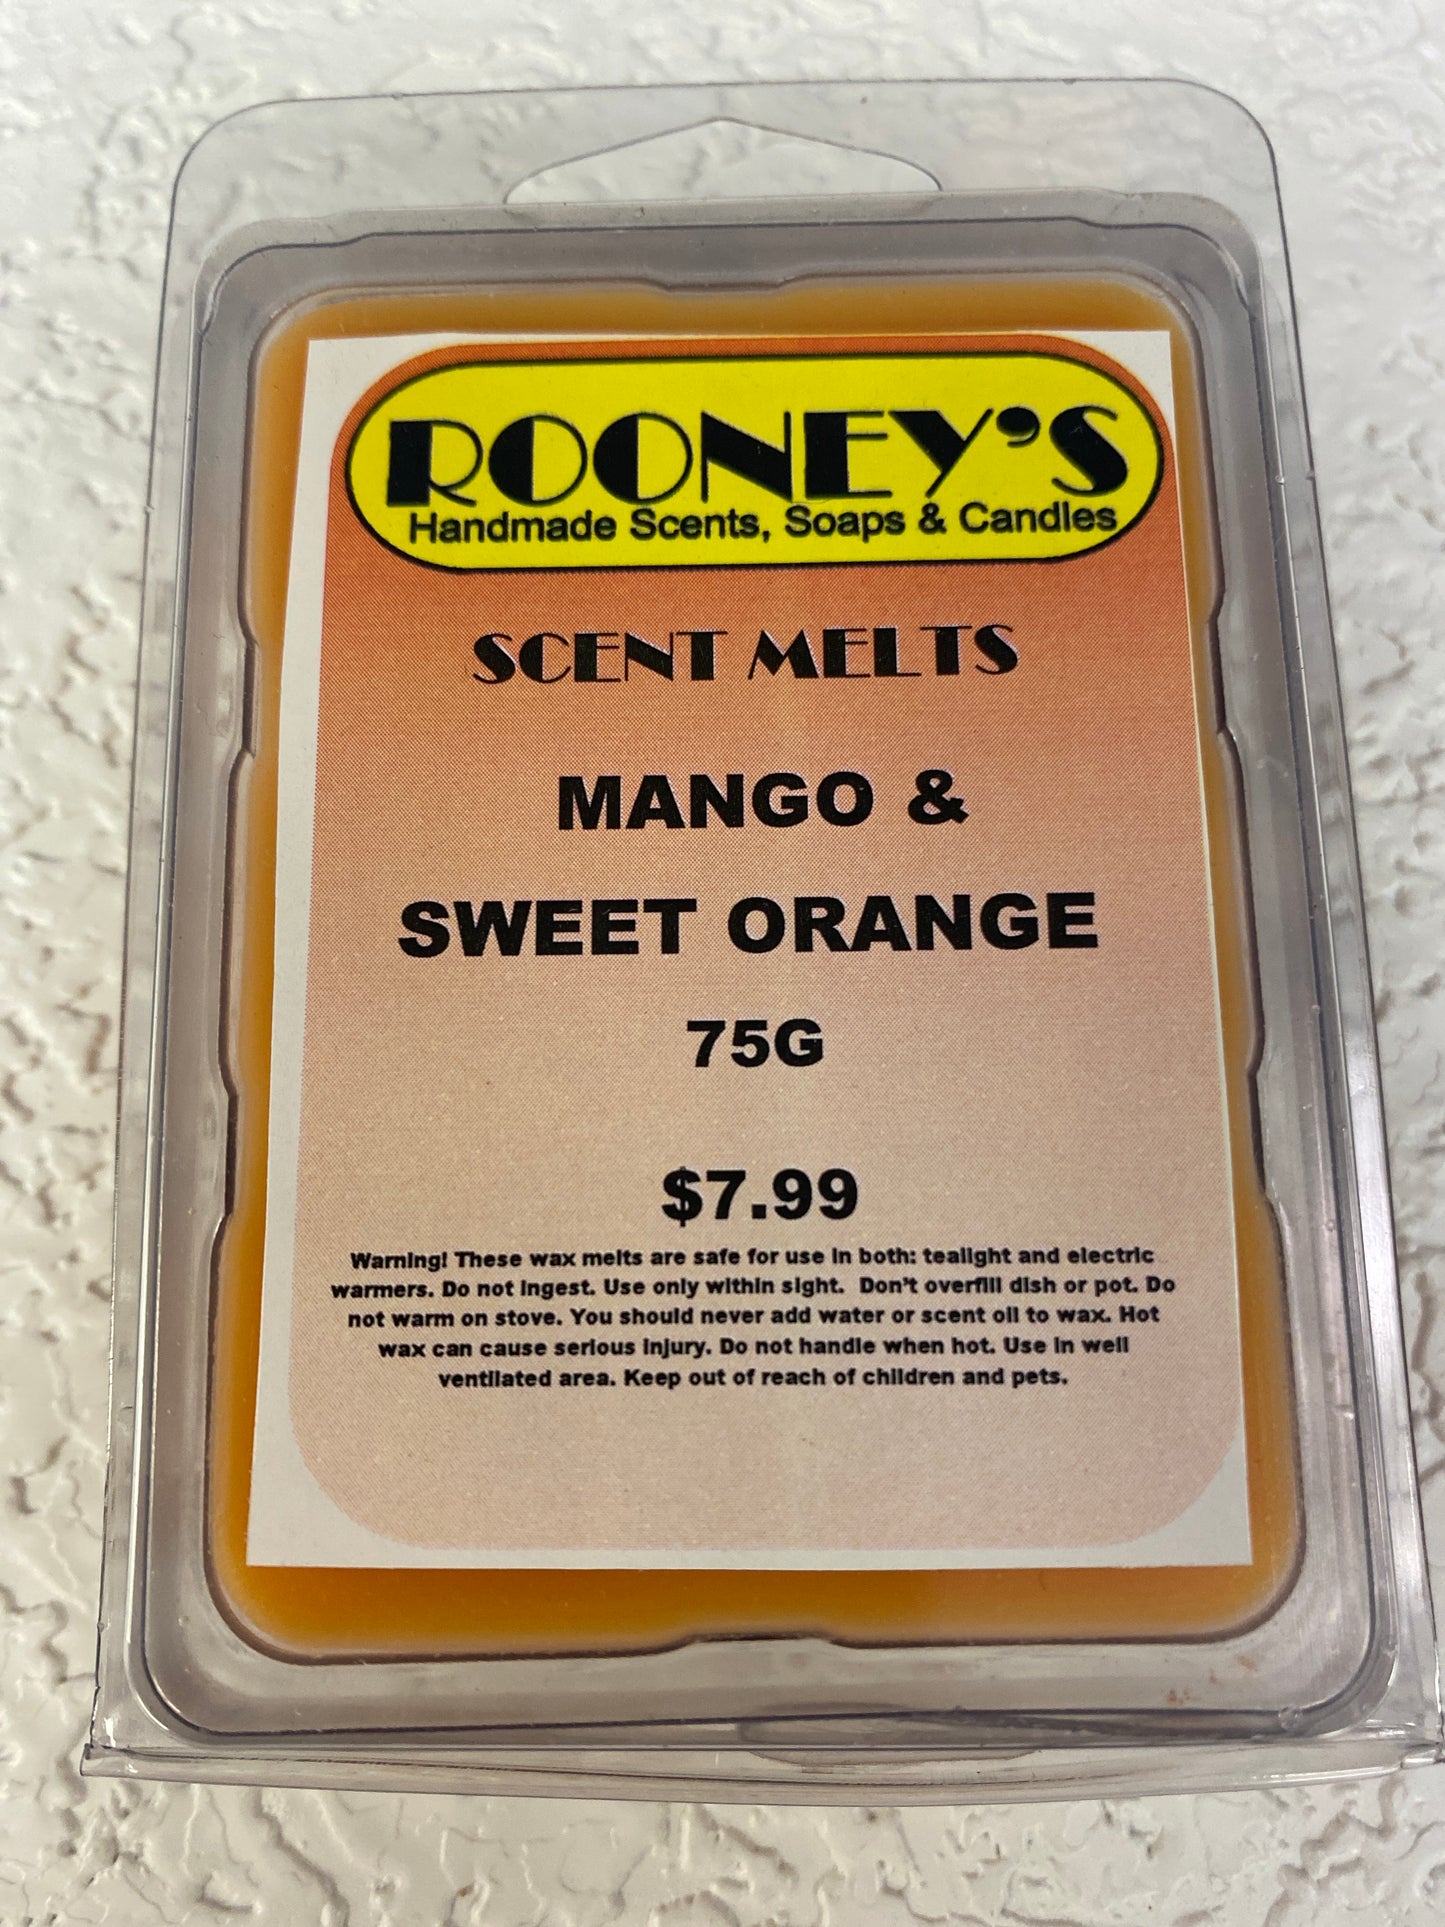 ROONEY'S
Handmade Scents, Soaps & Candles
SCENT MELTS
MANGO &
SWEET ORANGE
75G
$7.99
Warning! These wax melts are safe for use in both: tealight and electric
warmers. Do not ingest. Use only within sight. Don't overfill dish or pot. Do
not warm on stove. You should never add water or scent oil to wax. Hot
wax can cause serious injury. Do not handle when hot. Use in well
ventilated area. Keep out of reach of children and pets.